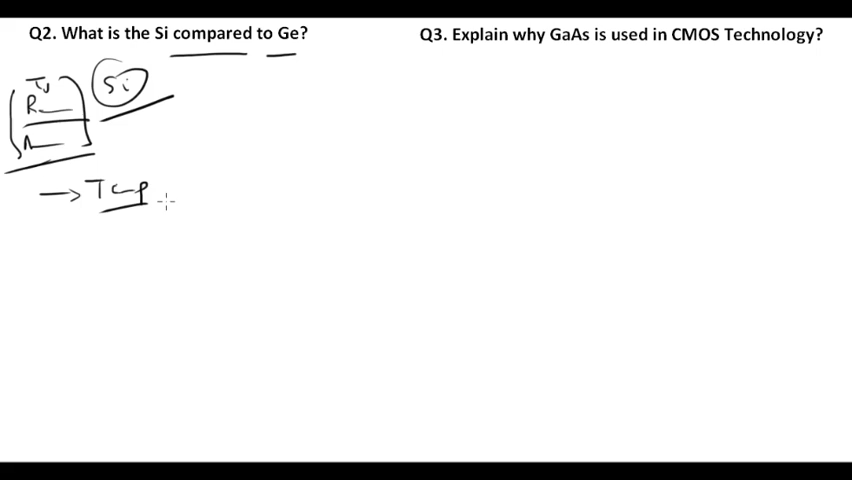 Q2. What is the Si compared to Ge?
Q3. Explain why GaAs is used in CMOS Technology?
Si